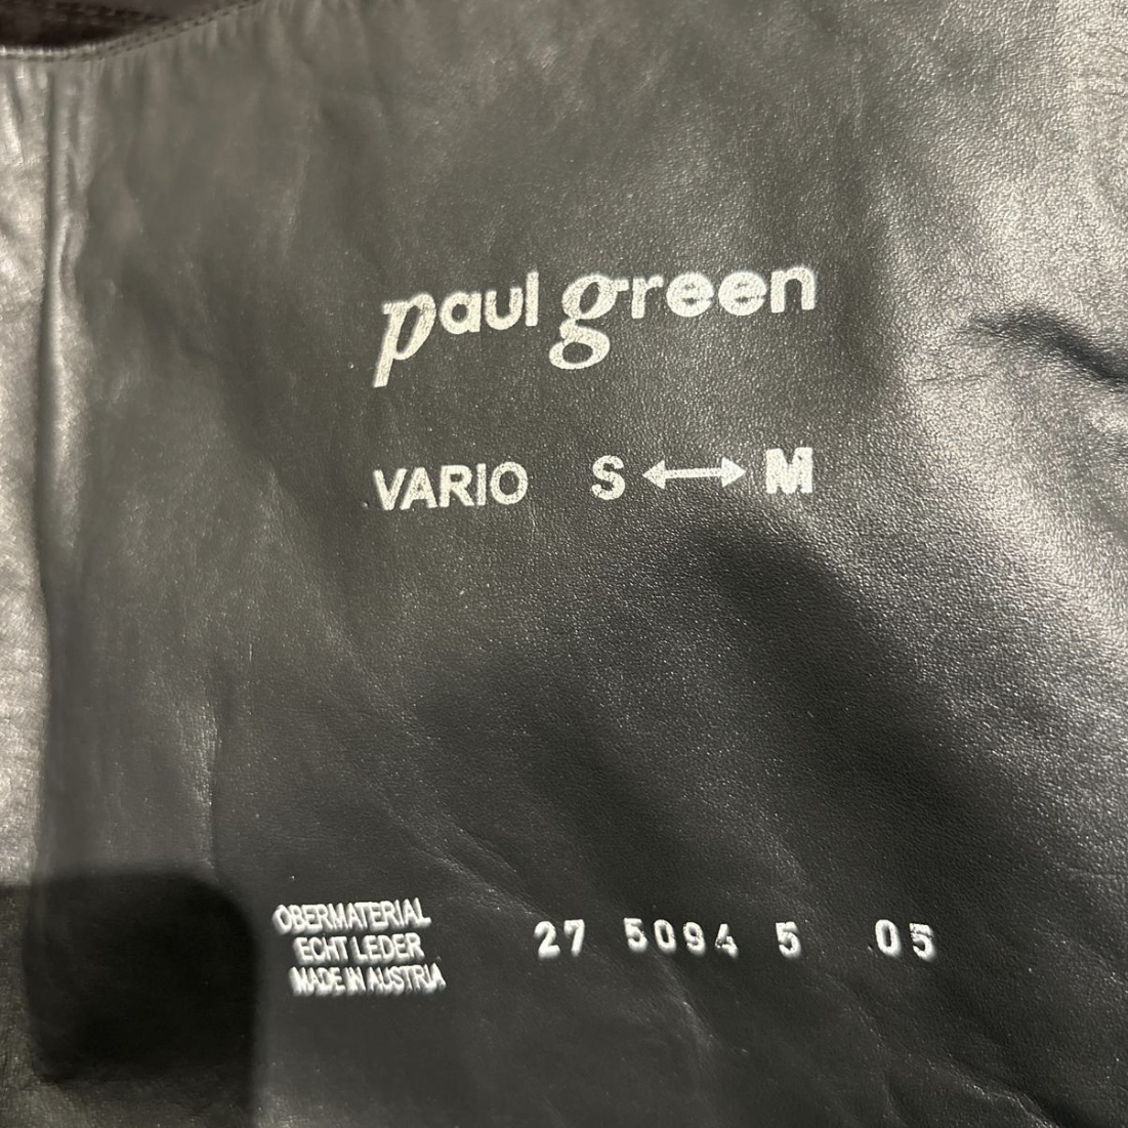 paul green
VARIO S ↔ M
OBERMATERIAL
ECHT LEDER
MADE IN AUSTRIA
27 5094 5 05